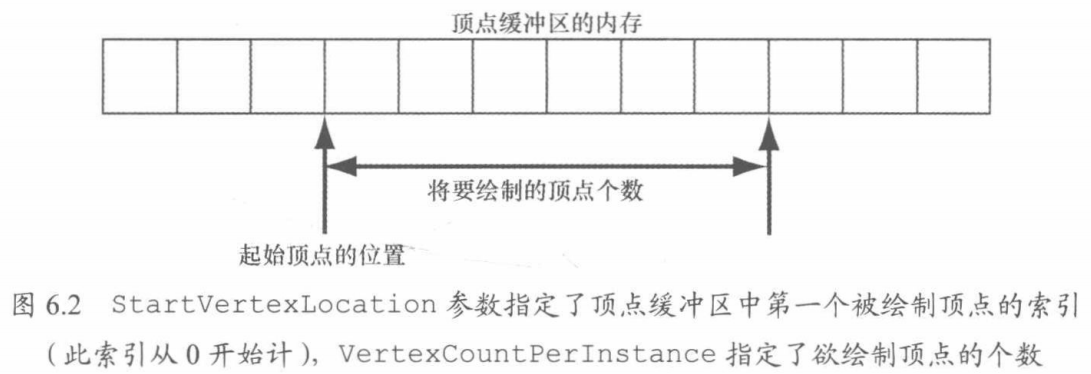 顶点缓冲区的内存
将要绘制的顶点个数
起始顶点的位置
图 6.2 StartVertexLocation 参数指定了顶点缓冲区中第一个被绘制顶点的索引
（此索引从 0 开始计），VertexCountPerInstance 指定了欲绘制顶点的个数